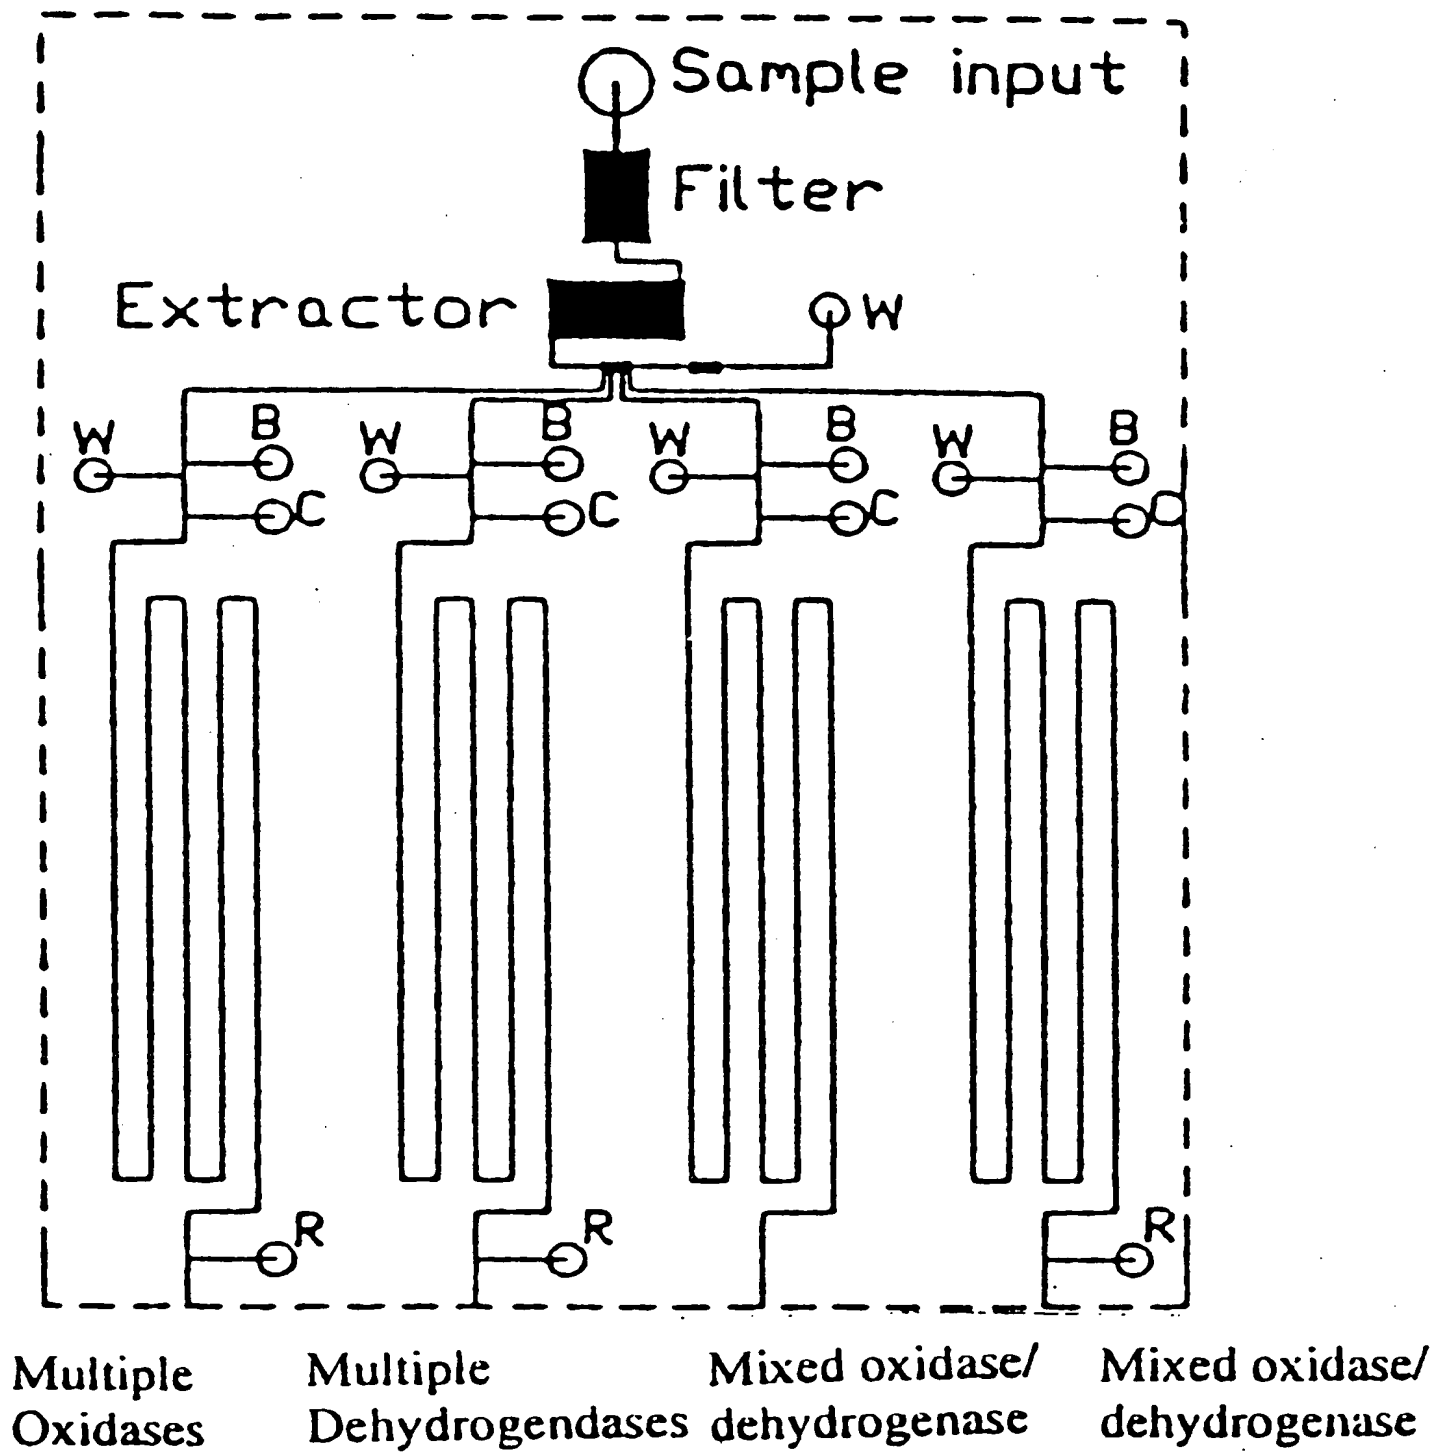 Sample input
Filter
Extractor
W
W
B
C
W
B
C
W
B
C
W
B
C
R
R
R
Multiple
Oxidases
Multiple
Dehydrogendases
Mixed oxidase/
dehydrogenase
Mixed oxidase/
dehydrogenase